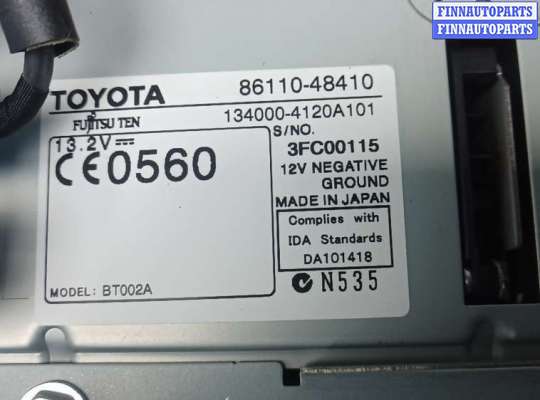 FINNAUTOPARTS
FINNAUTOPARTS
TOYOTA
86110-48410
FUJITSU TEN
134000-4120A101
13.2V
S/NO.
3FC00115
CE0560
12V NEGATIVE
GROUND
MADE IN JAPAN
Complies with
IDA Standards
DA101418
MODEL: BT002A
N535